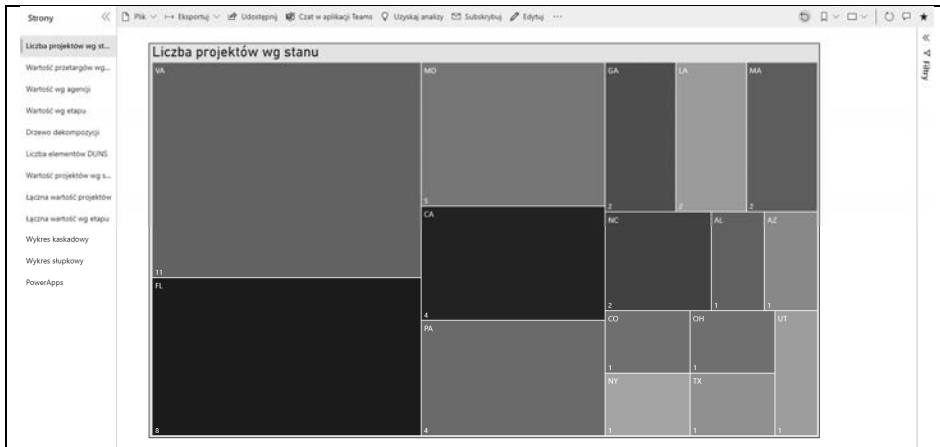 Strony
Plik Eksportuj Udostępnij Czat w aplikacji Teams Uzyskaj analizy Subskrybuj Edytuj ...
Liczba projektów wg st...
Wartość przetargów wg...
Wartość wg agencji
Wartość wg etapu
Drzewo dekompozycji
Liczba elementów DUNS
Wartość projektów wg s...
Łączna wartość projektów
Łączna wartość wg etapu
Wykres kaskadowy
Wykres słupkowy
PowerApps
Liczba projektów wg stanu
VA
11
FL
8
MD
5
CA
4
PA
4
GA
2
LA
2
MA
2
NC
2
AL
1
AZ
1
CO
1
OH
1
UT
1
NY
1
TX
1
Filtry